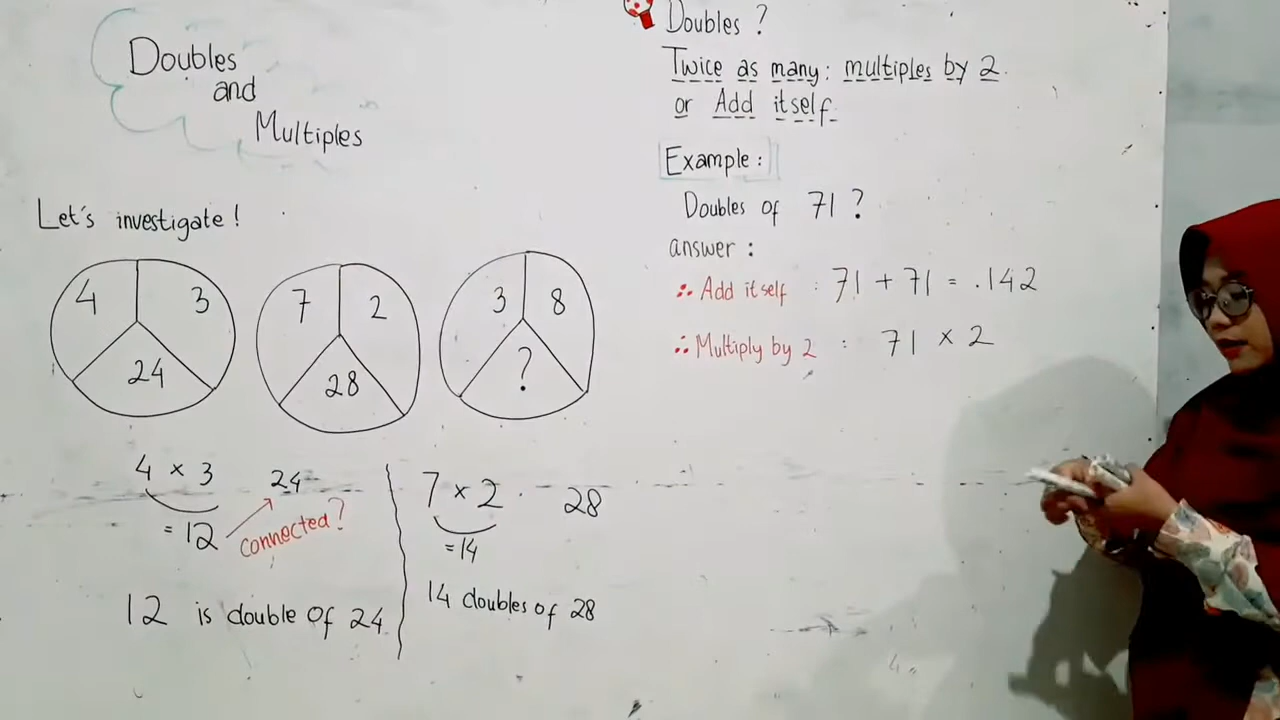 Doubles
and
Multiples
Let's investigate!
4 3
24
7 2
28
3 8
?
4 × 3 24
= 12 connected?
12 is double of 24
7 × 2 28
= 14
14 doubles of 28
Doubles ?
Twice as many: multiples by 2.
or Add itself.
Example:
Doubles of 71 ?
answer :
∴ Add itself : 71 + 71 = .142
∴ Multiply by 2 : 71 × 2